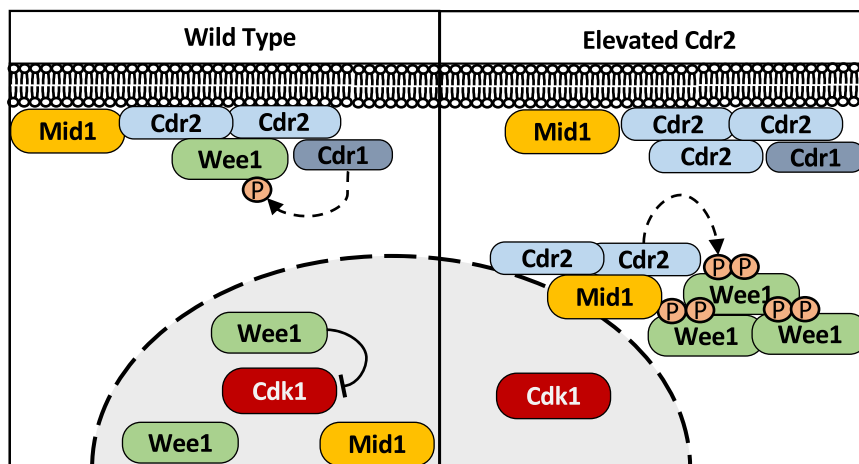 Wild Type
Elevated Cdr2
Mid1
Cdr2
Cdr2
Wee1
Cdr1
P
Wee1
Cdk1
Wee1
Mid1
Mid1
Cdr2
Cdr2
Cdr2
Cdr1
Cdr2
Cdr2
Mid1
P P
Wee1
P P
P P
Wee1
Wee1
Cdk1